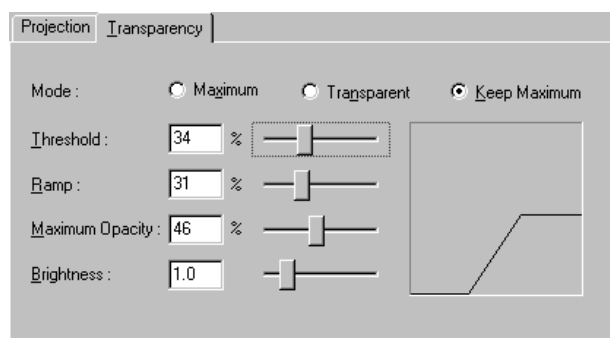 Projection Transparency
Mode : Maximum Transparent Keep Maximum
Threshold : 34 %
Ramp : 31 %
Maximum Opacity : 46 %
Brightness : 1.0